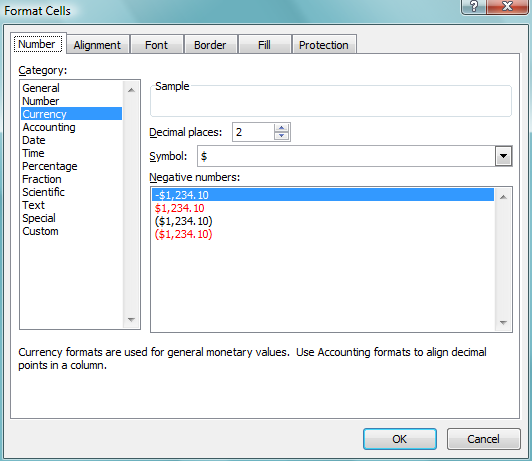 Format Cells
?
Number Alignment Font Border Fill Protection
Category:
General
Number
Currency
Accounting
Date
Time
Percentage
Fraction
Scientific
Text
Special
Custom
Sample
Decimal places: 2
Symbol: $
Negative numbers:
-$1,234.10
$1,234.10
($1,234.10)
($1,234.10)
Currency formats are used for general monetary values.  Use Accounting formats to align decimal
points in a column.
OK Cancel